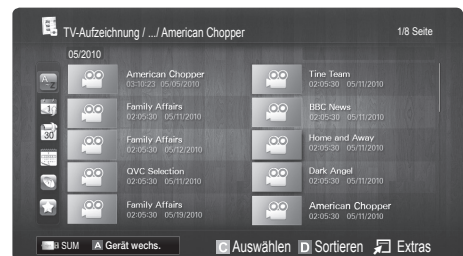 TV-Aufzeichnung / .../ American Chopper
1/8 Seite
05/2010
American Chopper
03:10:23 05/05/2010
Family Affairs
02:05:30 05/11/2010
Family Affairs
02:05:30 05/12/2010
QVC Selection
02:05:30 05/11/2010
Family Affairs
02:05:30 05/19/2010
Tine Team
02:05:30 05/11/2010
BBC News
02:05:30 05/11/2010
Home and Away
02:05:30 05/11/2010
Dark Angel
02:05:30 05/11/2010
American Chopper
02:05:30 05/11/2010
1
30
SUM A Gerät wechs. C Auswählen D Sortieren Extras